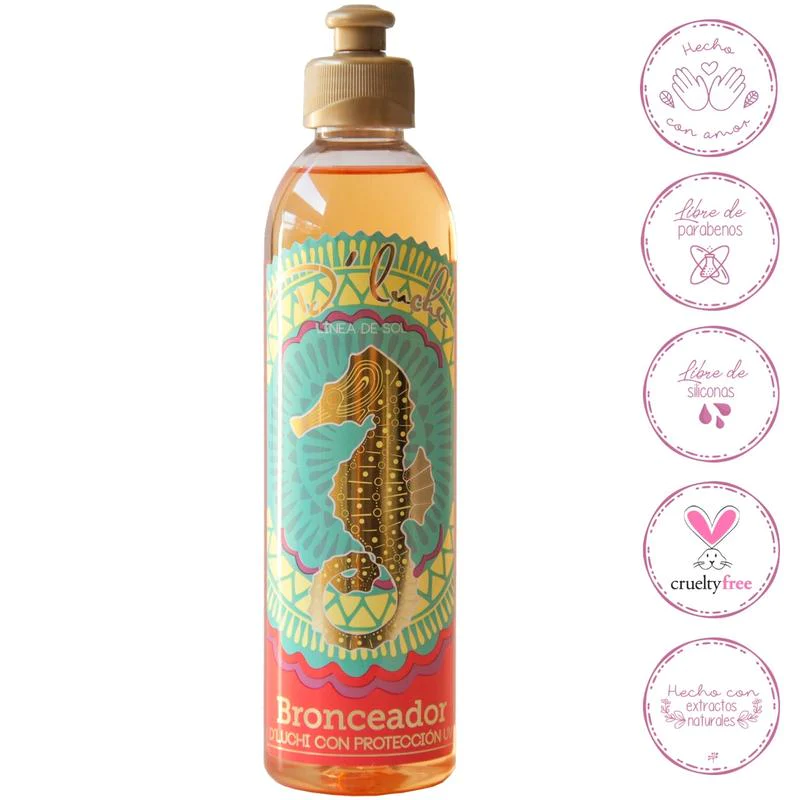 D'luchi
LÍNEA DE SOL
Bronceador
D'LUCHI CON PROTECCIÓN UV
Hecho
con amor
Libre de
parabenos
Libre de
siliconas
crueltyfree
Hecho con
extractos
naturales